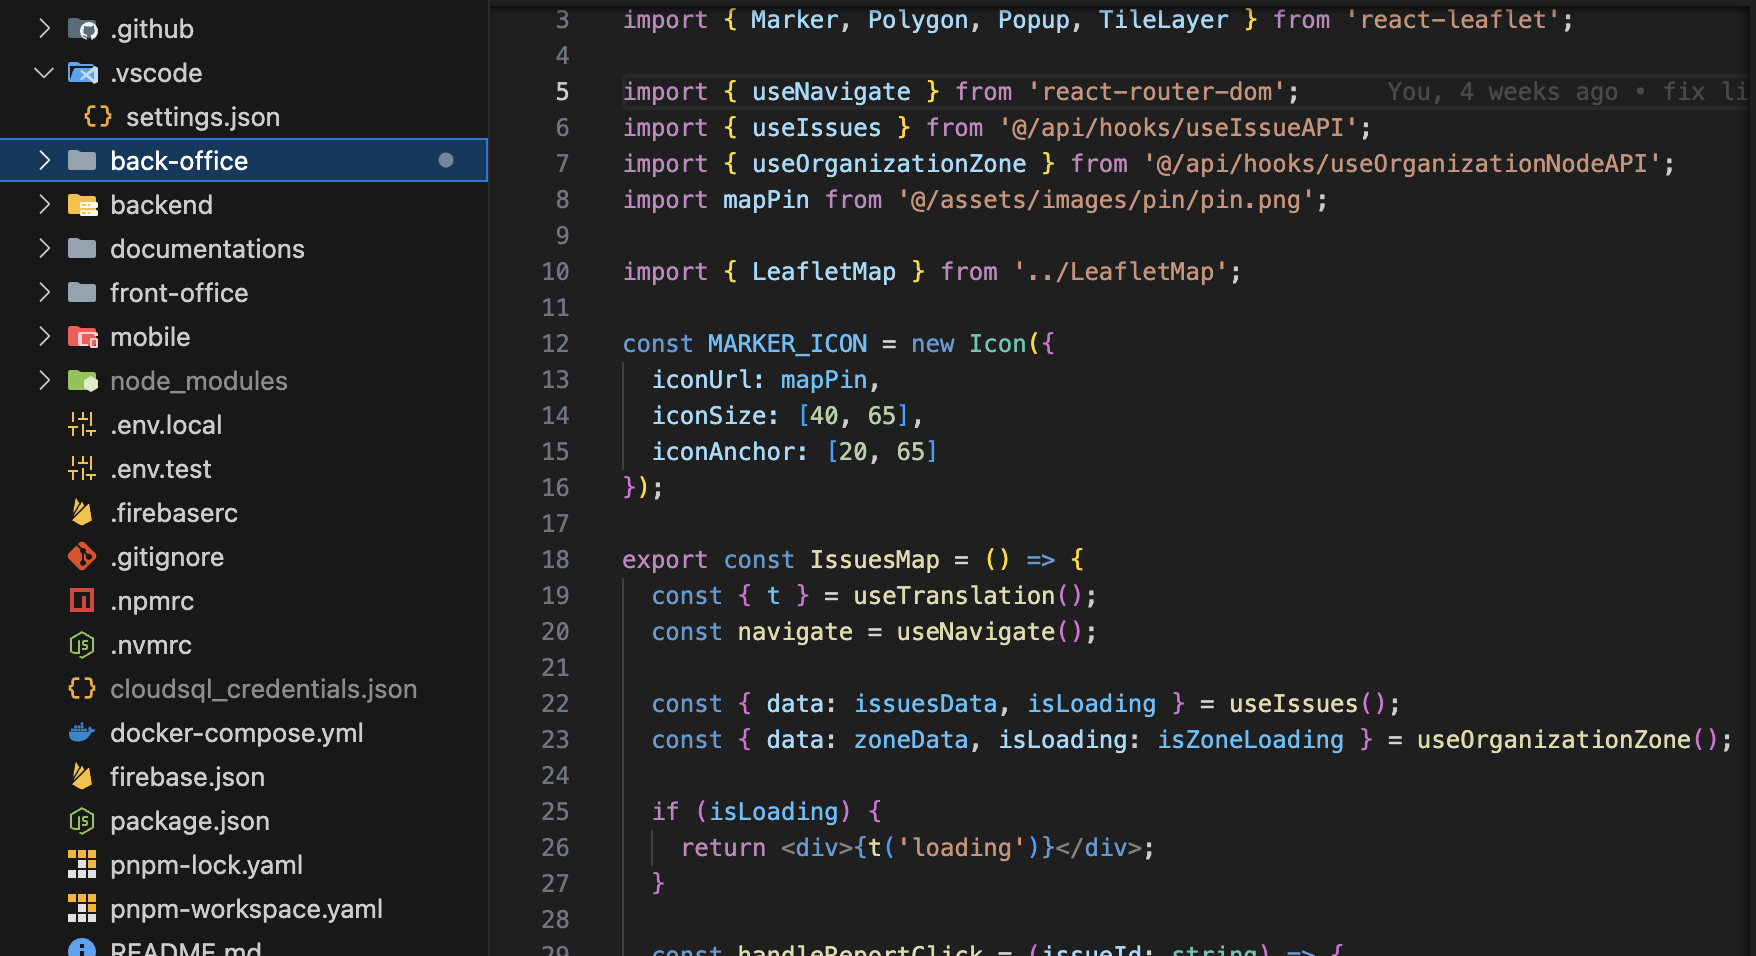 .github
.vscode
settings.json
back-office
backend
documentations
front-office
mobile
node_modules
.env.local
.env.test
.firebaserc
.gitignore
.npmrc
.nvmrc
cloudsql_credentials.json
docker-compose.yml
firebase.json
package.json
pnpm-lock.yaml
pnpm-workspace.yaml
README.md
3 import { Marker, Polygon, Popup, TileLayer } from 'react-leaflet';
4
5 import { useNavigate } from 'react-router-dom'; You, 4 weeks ago • fix li
6 import { useIssues } from '@/api/hooks/useIssueAPI';
7 import { useOrganizationZone } from '@/api/hooks/useOrganizationNodeAPI';
8 import mapPin from '@/assets/images/pin/pin.png';
9
10 import { LeafletMap } from '../LeafletMap';
11
12 const MARKER_ICON = new Icon({
13 iconUrl: mapPin,
14 iconSize: [40, 65],
15 iconAnchor: [20, 65]
16 });
17
18 export const IssuesMap = () => {
19 const { t } = useTranslation();
20 const navigate = useNavigate();
21
22 const { data: issuesData, isLoading } = useIssues();
23 const { data: zoneData, isLoading: isZoneLoading } = useOrganizationZone();
24
25 if (isLoading) {
26 return <div>{t('loading')}</div>;
27 }
28
29 const handleReportClick = (issueId: string) => {